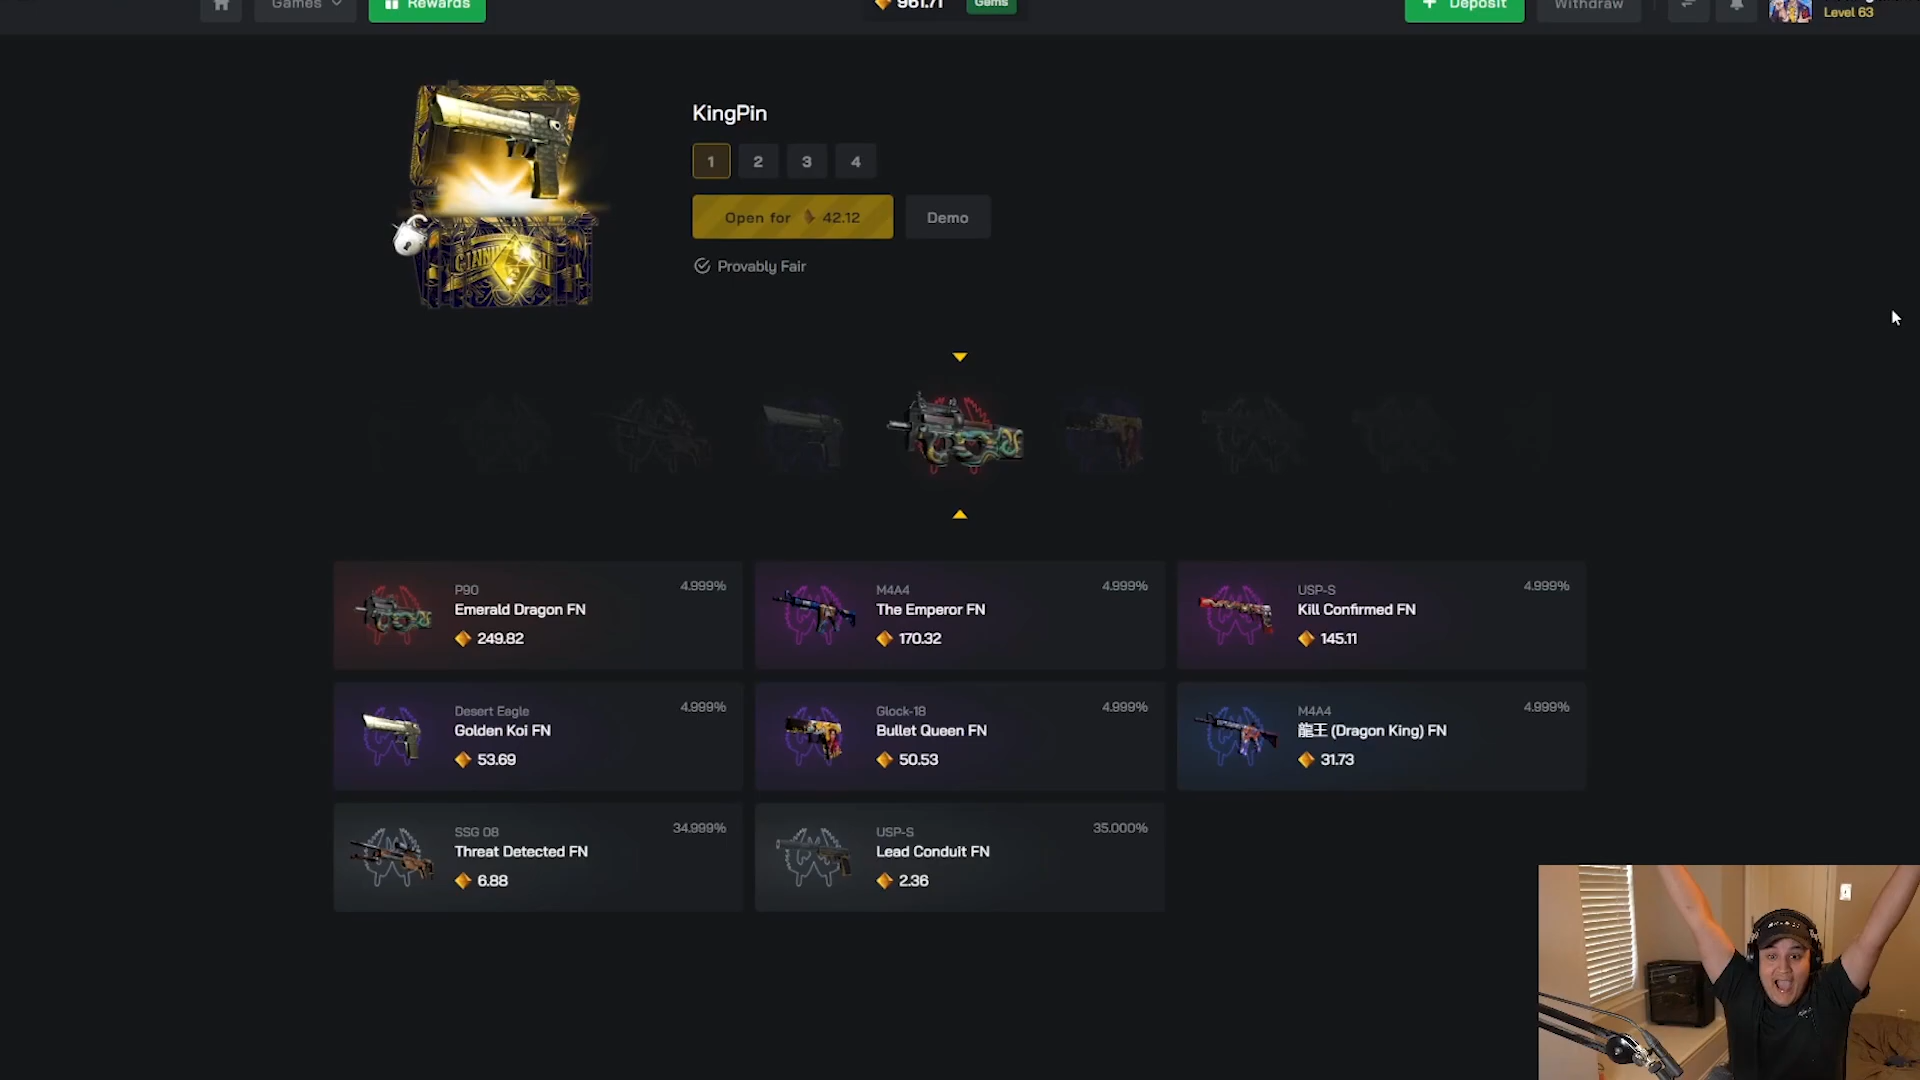 Games
Rewards
961.71
Gems
Deposit
Withdraw
Level 63
KingPin
1
2
3
4
Open for 42.12
Demo
Provably Fair
P90
4.999%
Emerald Dragon FN
249.82
M4A4
4.999%
The Emperor FN
170.32
USP-S
4.999%
Kill Confirmed FN
145.11
Desert Eagle
4.999%
Golden Koi FN
53.69
Glock-18
4.999%
Bullet Queen FN
50.53
M4A4
4.999%
龍王 (Dragon King) FN
31.73
SSG 08
34.999%
Threat Detected FN
6.88
USP-S
35.000%
Lead Conduit FN
2.36